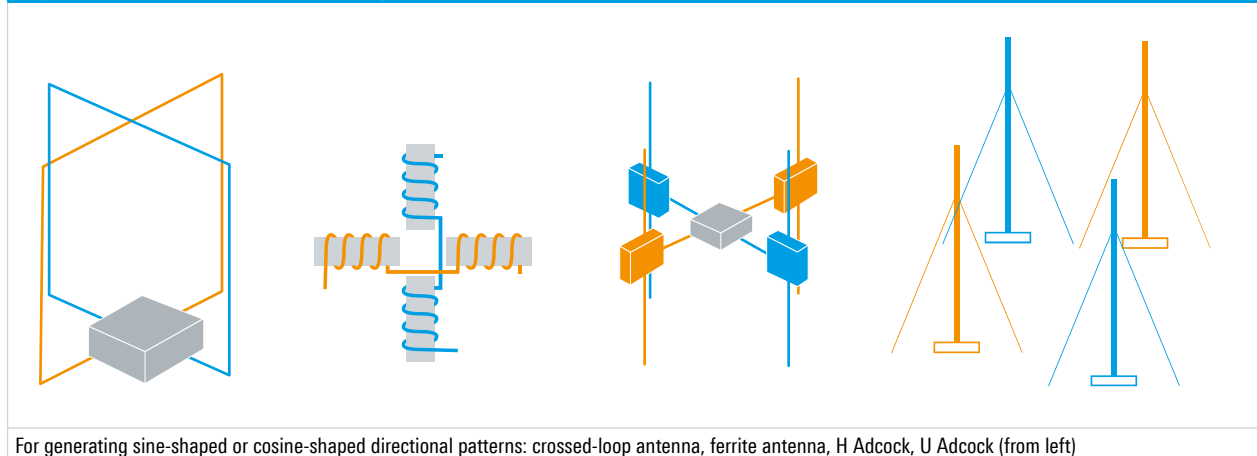 For generating sine-shaped or cosine-shaped directional patterns: crossed-loop antenna, ferrite antenna, H Adcock, U Adcock (from left)